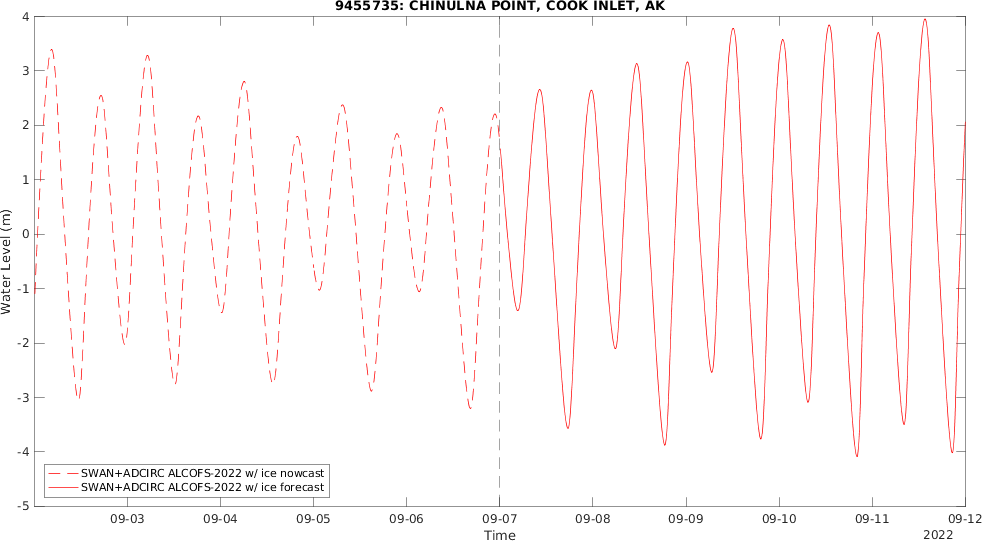 9455735: CHINULNA POINT, COOK INLET, AK
4
3
2
1
0
-1
-2
-3
-4
-5
Water Level (m)
SWAN+ADCIRC ALCOFS-2022 w/ ice nowcast
SWAN+ADCIRC ALCOFS-2022 w/ ice forecast
09-03 09-04 09-05 09-06 09-07 09-08 09-09 09-10 09-11 09-12
Time
2022